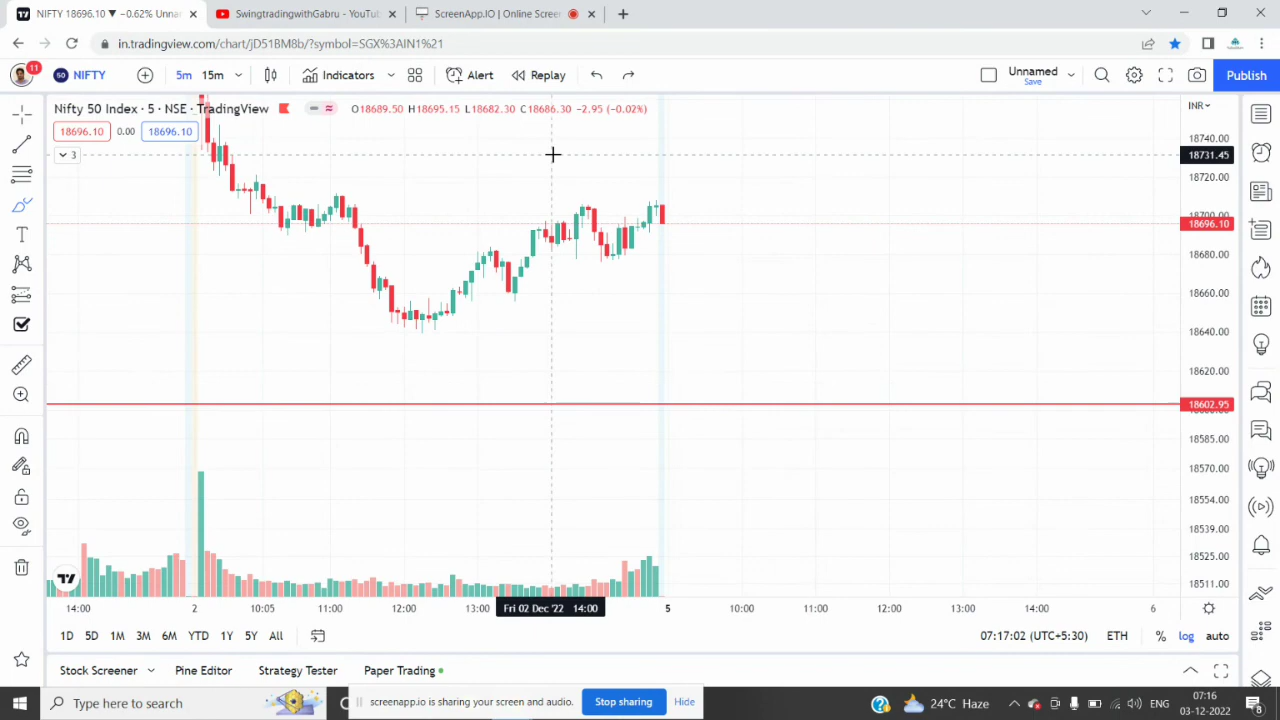 NIFTY 18696.10 ▼ −0.62% Unnar
SwingtradingwithGabru - YouTu
ScreenApp.IO | Online Scree
in.tradingview.com/chart/jD51BM8b/?symbol=SGX%3AIN1%21
11
50 NIFTY
5m 15m
Indicators
Alert
Replay
Unnamed
Save
Publish
Nifty 50 Index · 5 · NSE · TradingView
O18689.50 H18695.15 L18682.30 C18686.30 −2.95 (−0.02%)
INR
18696.10 0.00 18696.10
3
18740.00
18731.45
18720.00
18700.00
18696.10
18680.00
18660.00
18640.00
18620.00
18602.95
18585.00
18570.00
18554.00
18539.00
18525.00
18511.00
14:00 2 10:05 11:00 12:00 13:00 Fri 02 Dec '22 14:00 5 10:00 11:00 12:00 13:00 14:00 6
1D 5D 1M 3M 6M YTD 1Y 5Y All
07:17:02 (UTC+5:30) ETH % log auto
Stock Screener Pine Editor Strategy Tester Paper Trading
Type here to search
screenapp.io is sharing your screen and audio.
Stop sharing
Hide
24°C Haze
ENG
07:16
03-12-2022
8